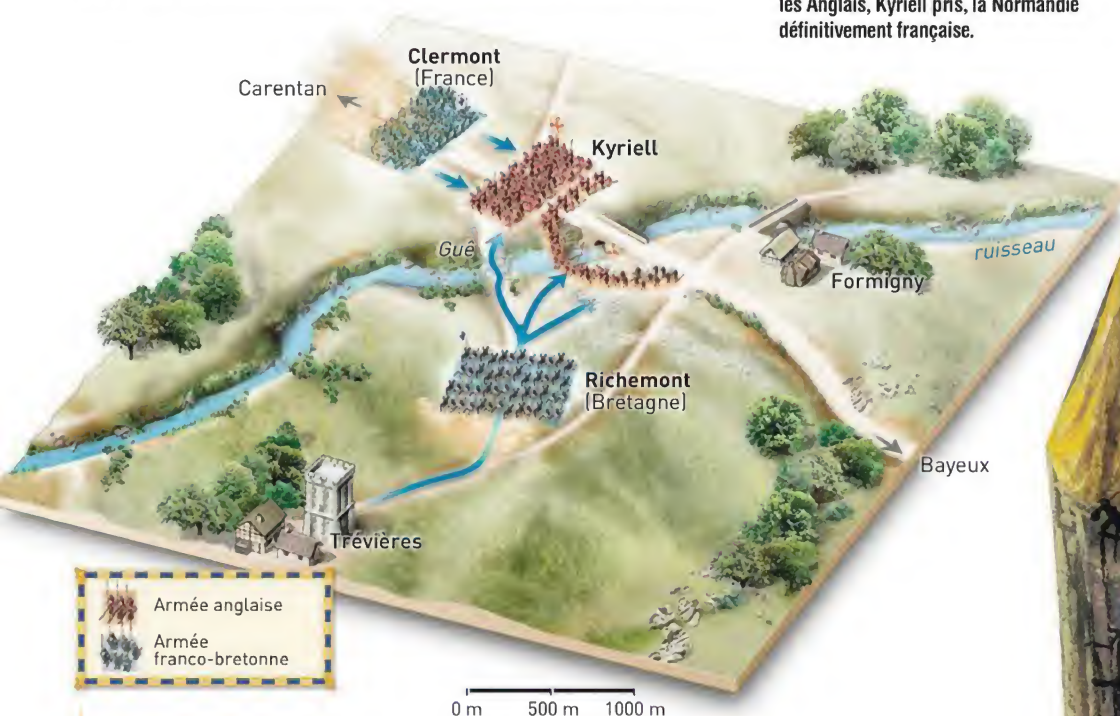 les Anglais, Kyriell pris, la Normandie
définitivement française.
Clermont
(France)
Carentan
Kyriell
Gué
ruisseau
Formigny
Richemont
(Bretagne)
Bayeux
Trévières
Armée anglaise
Armée
franco-bretonne
0 m 500 m 1000 m